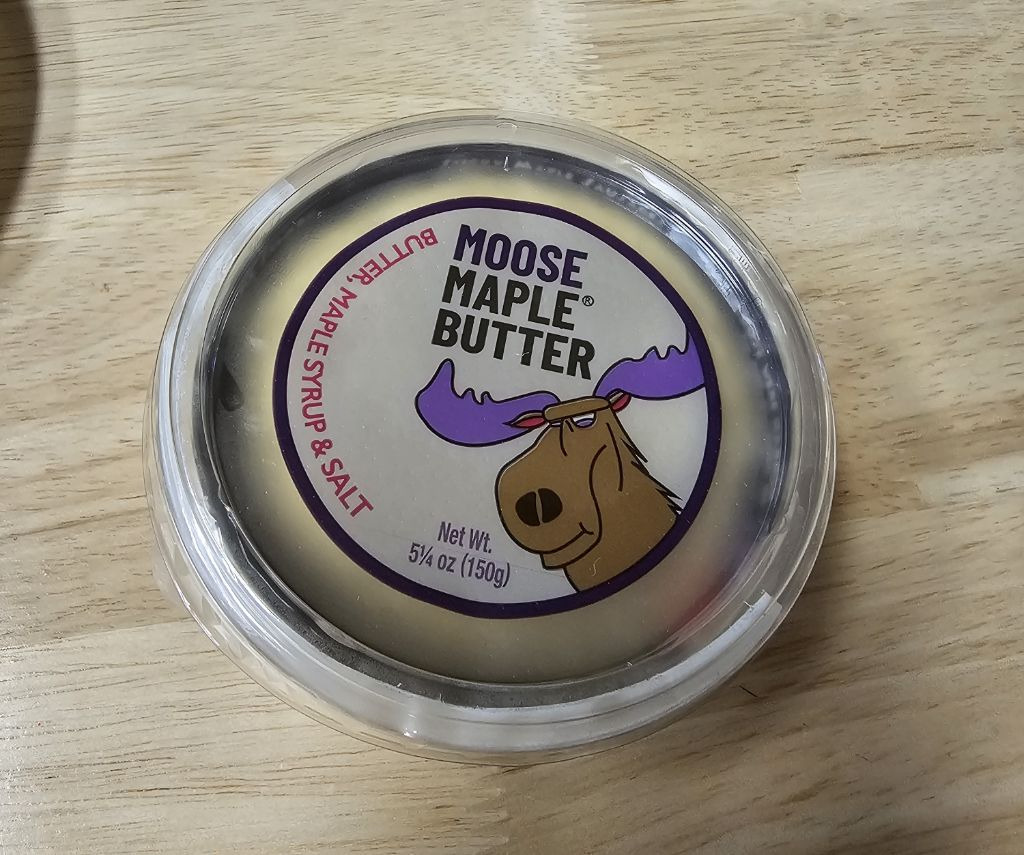 MOOSE
MAPLE®
BUTTER
BUTTER, MAPLE SYRUP & SALT
Net Wt.
5¼ oz (150g)